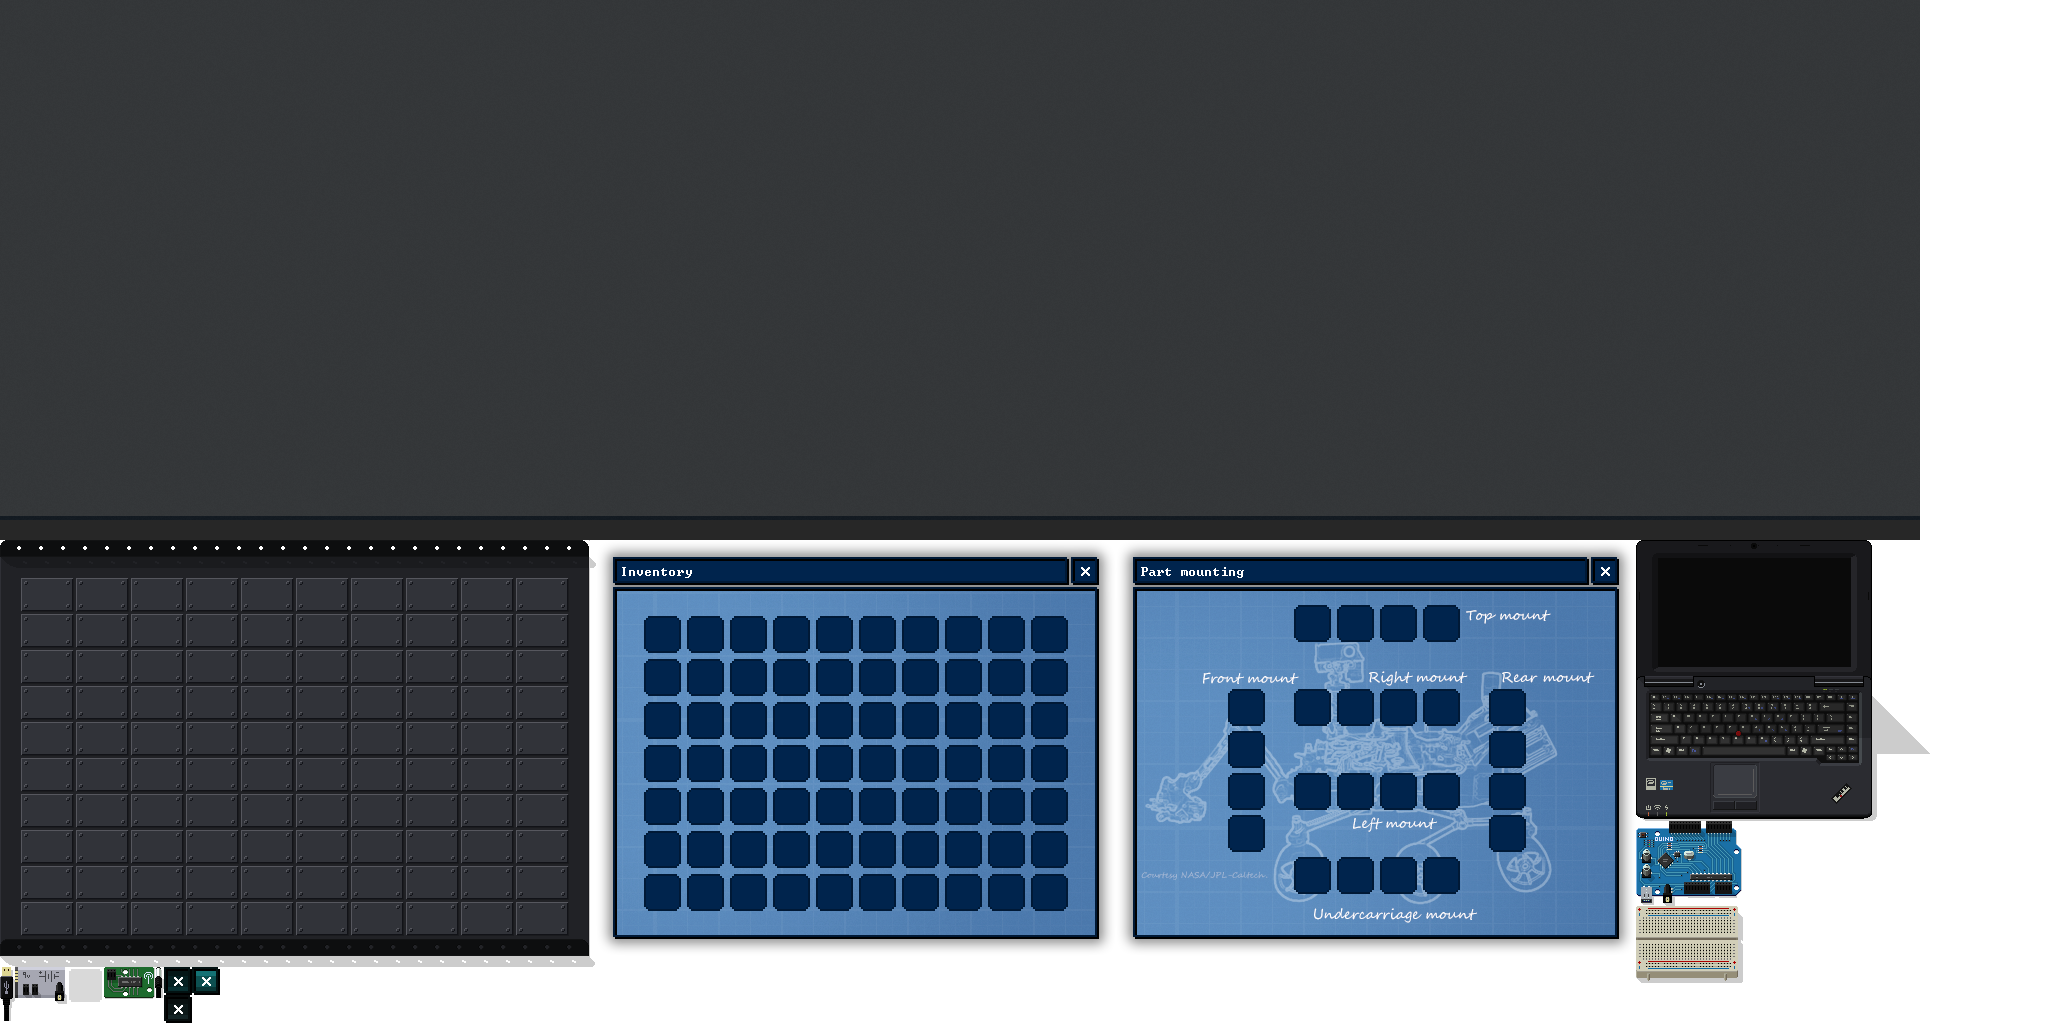 Inventory
Part mounting
Top mount
Front mount
Right mount
Rear mount
Left mount
Courtesy NASA/JPL-Caltech.
Undercarriage mount